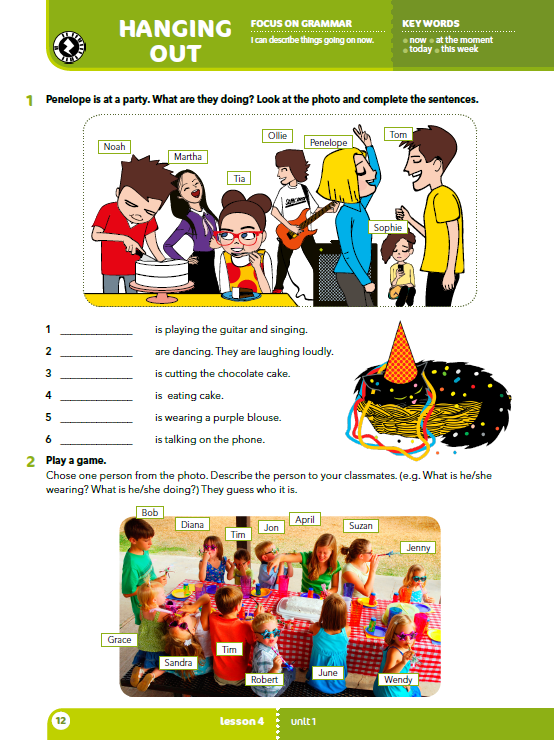 HANGING
OUT
FOCUS ON GRAMMAR
I can describe things going on now.
KEY WORDS
now at the moment
today this week
1 Penelope is at a party. What are they doing? Look at the photo and complete the sentences.
Noah
Martha
Tia
Ollie
Penelope
Tom
Sophie
1 _______________ is playing the guitar and singing.
2 _______________ are dancing. They are laughing loudly.
3 _______________ is cutting the chocolate cake.
4 _______________ is eating cake.
5 _______________ is wearing a purple blouse.
6 _______________ is talking on the phone.
2 Play a game.
Chose one person from the photo. Describe the person to your classmates. (e.g. What is he/she
wearing? What is he/she doing?) They guess who it is.
Bob
Diana
Tim
Jon
April
Suzan
Jenny
Grace
Sandra
Tim
Robert
June
Wendy
12 lesson 4 unit 1